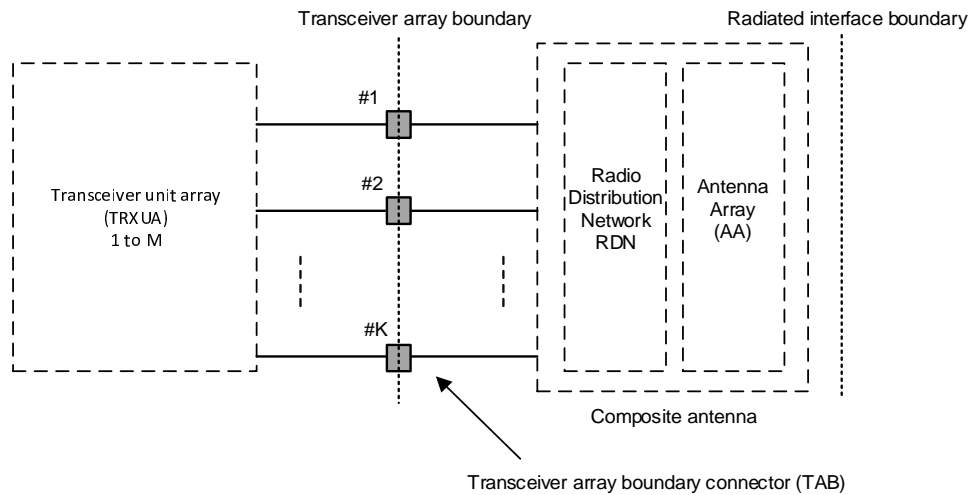 Transceiver array boundary
Radiated interface boundary
#1
#2
#K
Transceiver unit array
(TRXUA)
1 to M
Radio
Distribution
Network
RDN
Antenna
Array
(AA)
Composite antenna
Transceiver array boundary connector (TAB)